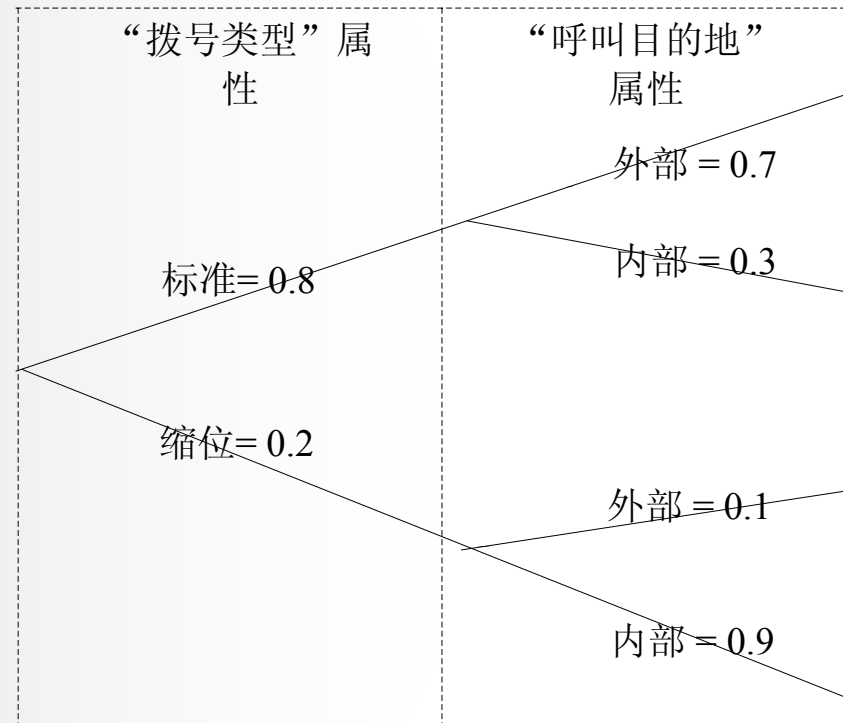 “拨号类型”属
性
“呼叫目的地”
属性
外部 = 0.7
内部 = 0.3
标准= 0.8
缩位= 0.2
外部 = 0.1
内部 = 0.9